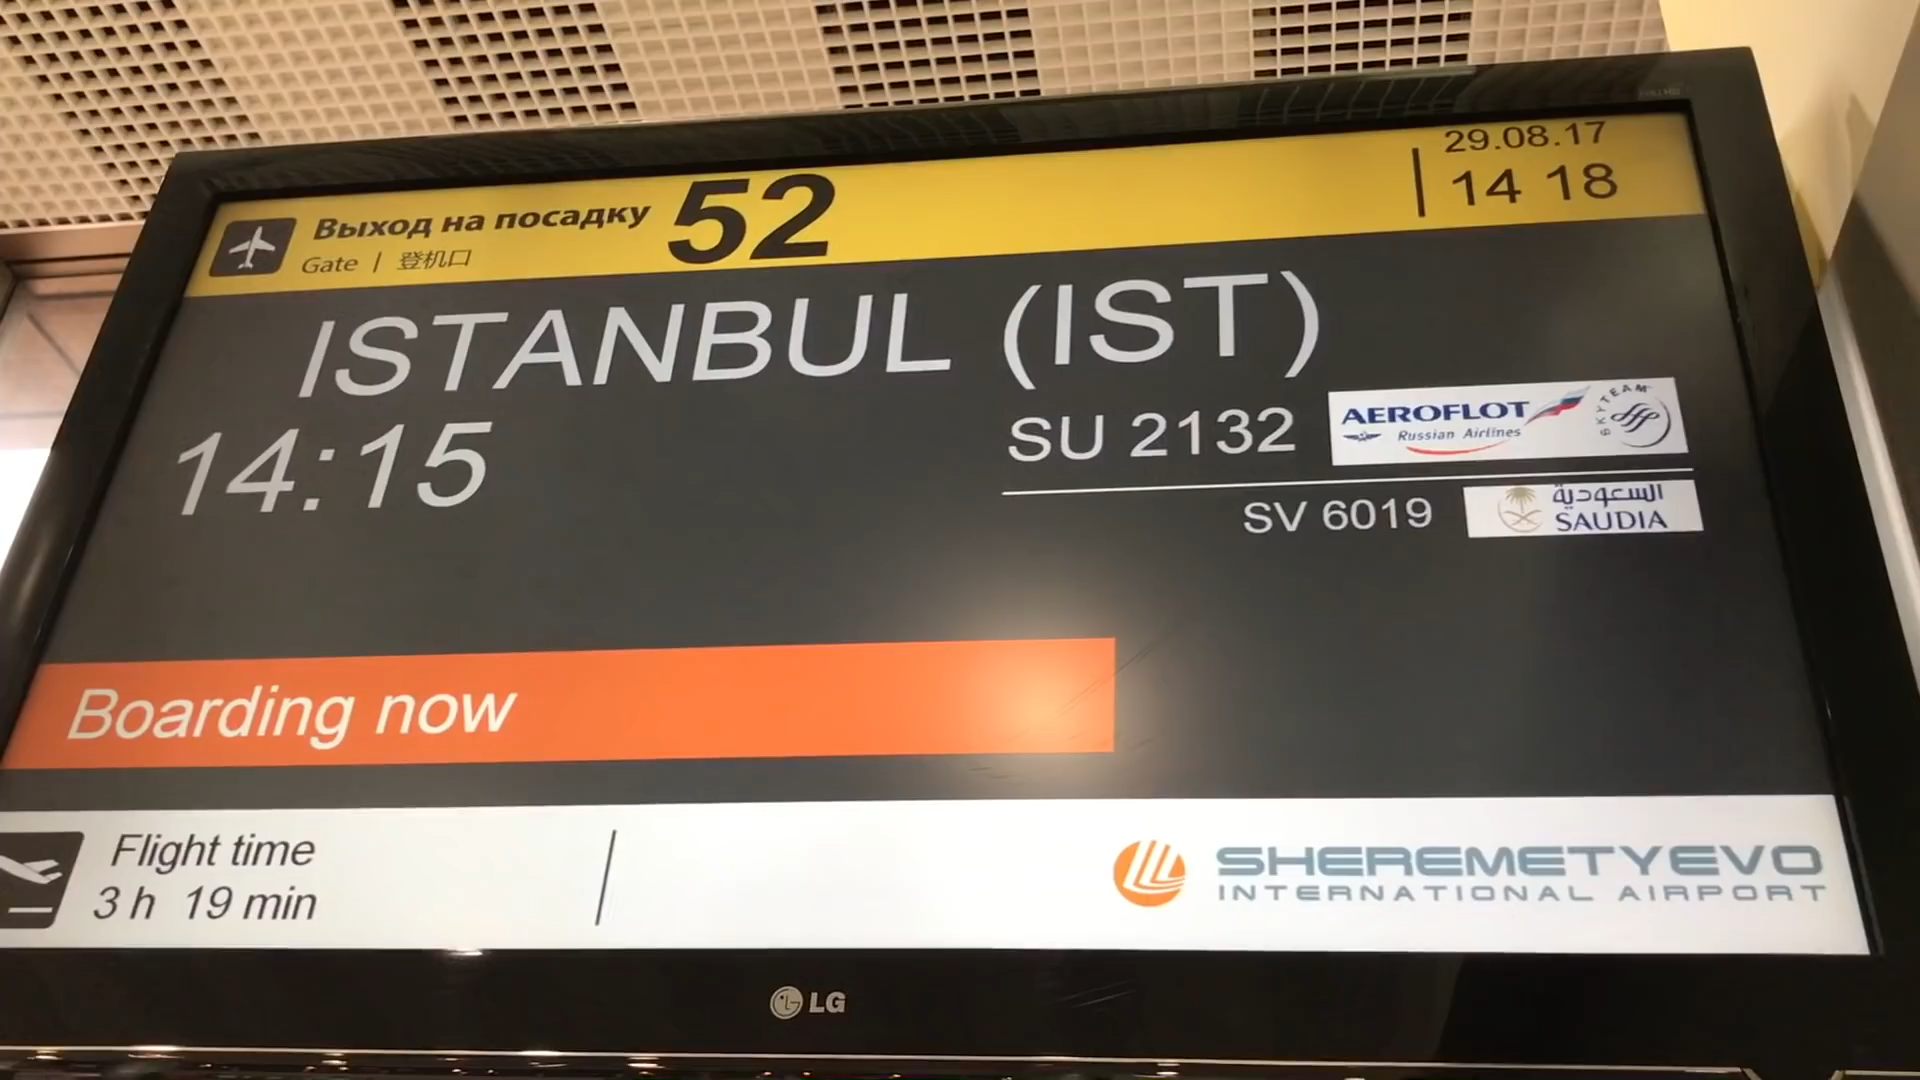 29.08.17
Выход на посадку 52
14 18
Gate | 登机口
ISTANBUL (IST)
14:15
SU 2132
AEROFLOT
Russian Airlines
SKYTEAM
SV 6019
السعودية
SAUDIA
Boarding now
Flight time
3 h 19 min
SHEREMETYEVO
INTERNATIONAL AIRPORT
LG